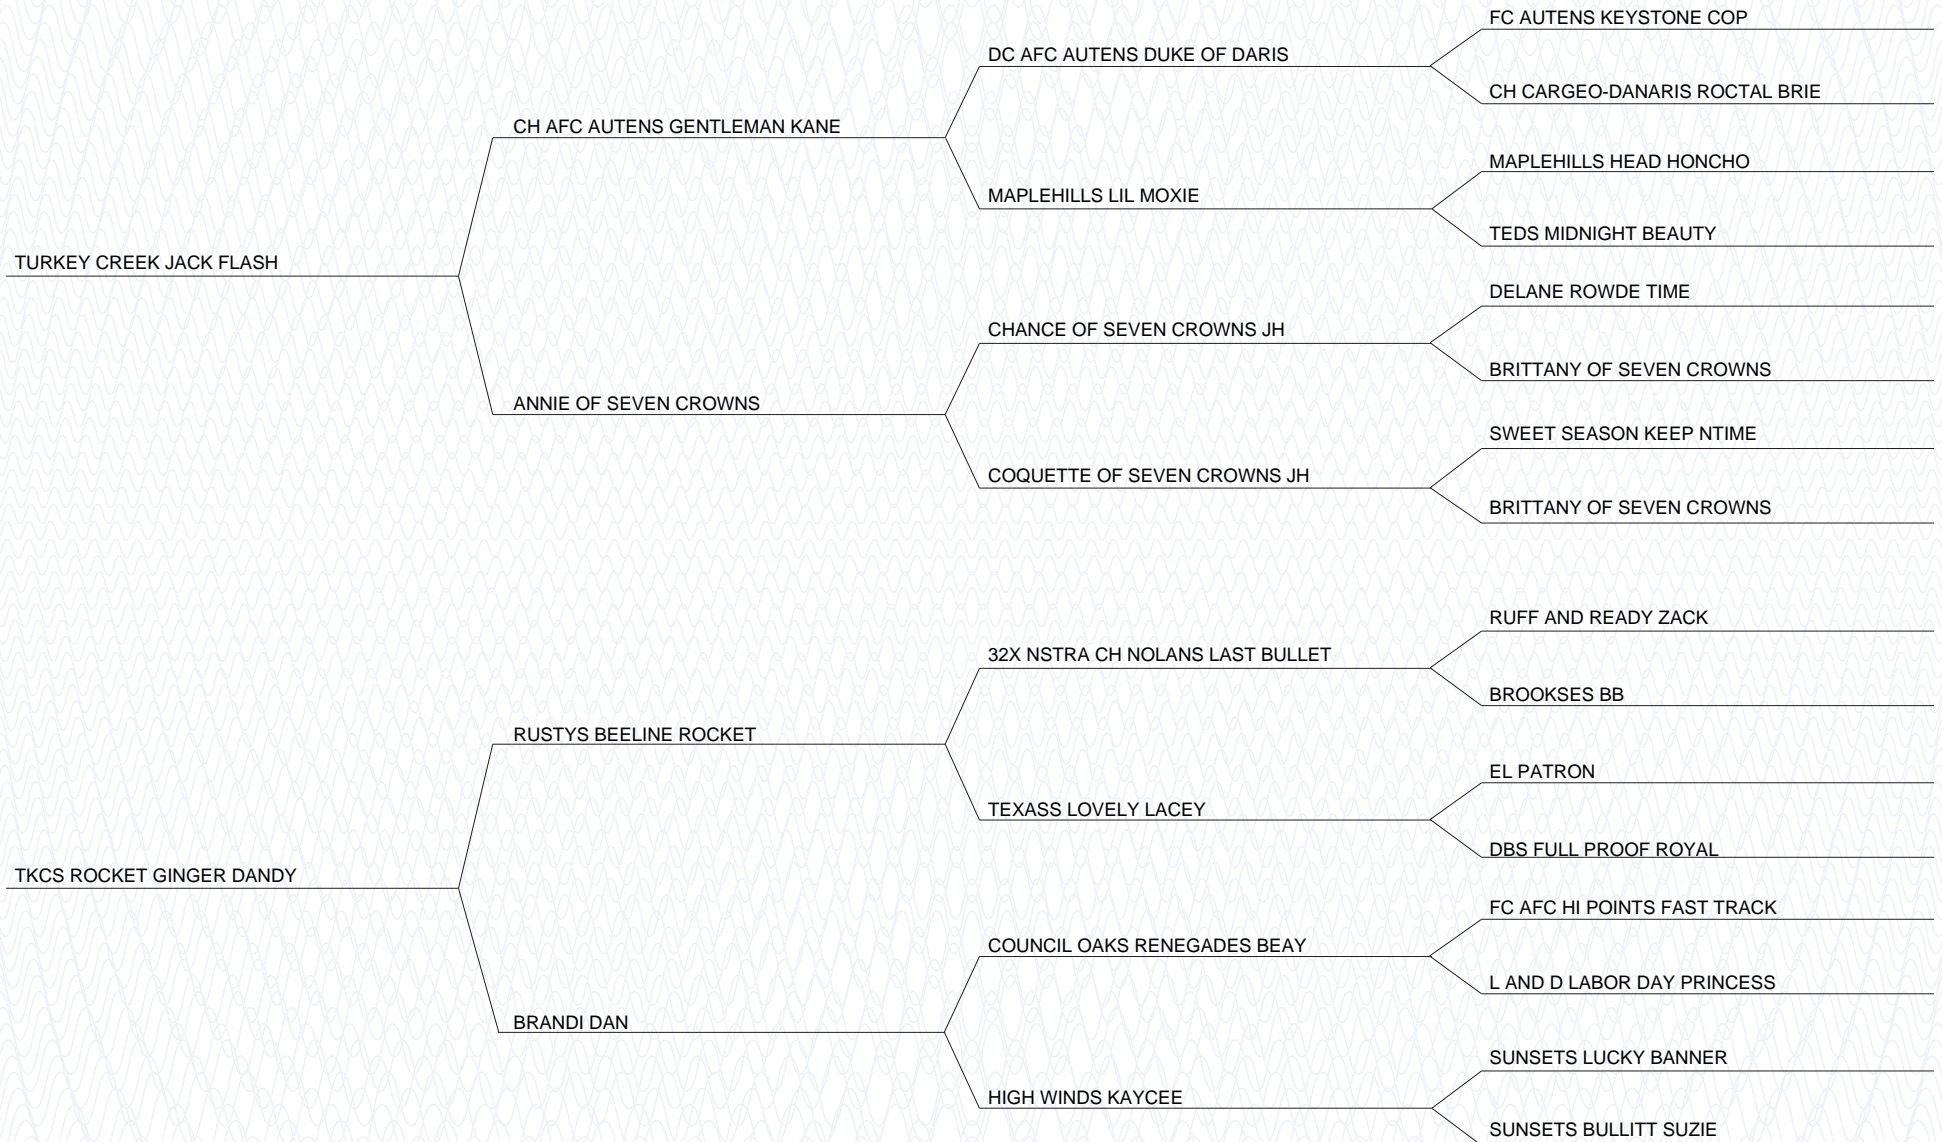 FC AUTENS KEYSTONE COP
DC AFC AUTENS DUKE OF DARIS
CH CARGEO-DANARIS ROCTAL BRIE
CH AFC AUTENS GENTLEMAN KANE
MAPLEHILLS HEAD HONCHO
MAPLEHILLS LIL MOXIE
TEDS MIDNIGHT BEAUTY
TURKEY CREEK JACK FLASH
DELANE ROWDE TIME
CHANCE OF SEVEN CROWNS JH
BRITTANY OF SEVEN CROWNS
ANNIE OF SEVEN CROWNS
SWEET SEASON KEEP NTIME
COQUETTE OF SEVEN CROWNS JH
BRITTANY OF SEVEN CROWNS
RUFF AND READY ZACK
32X NSTRA CH NOLANS LAST BULLET
BROOKSES BB
RUSTYS BEELINE ROCKET
EL PATRON
TEXASS LOVELY LACEY
DBS FULL PROOF ROYAL
TKCS ROCKET GINGER DANDY
FC AFC HI POINTS FAST TRACK
COUNCIL OAKS RENEGADES BEAY
L AND D LABOR DAY PRINCESS
BRANDI DAN
SUNSETS LUCKY BANNER
HIGH WINDS KAYCEE
SUNSETS BULLITT SUZIE